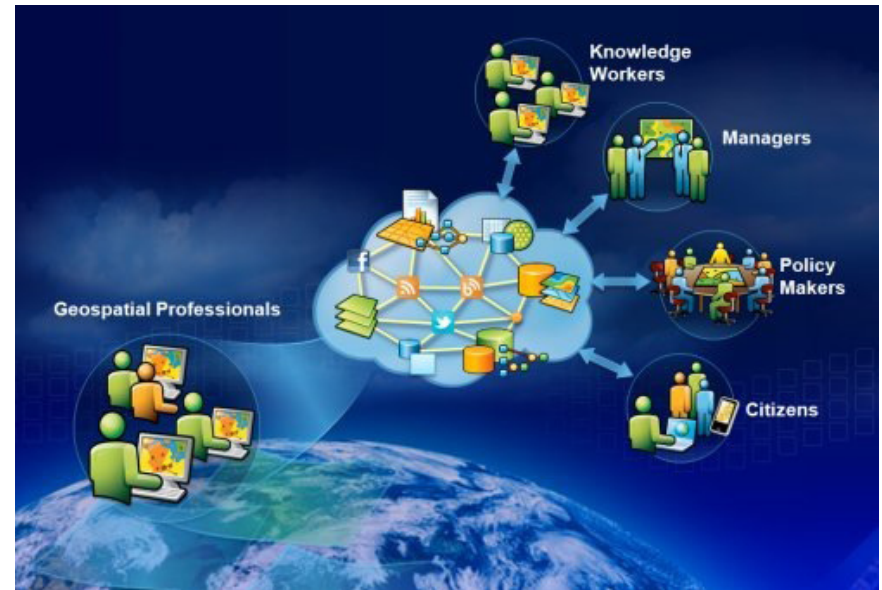 Knowledge
Workers
Managers
Policy
Makers
Geospatial Professionals
Citizens